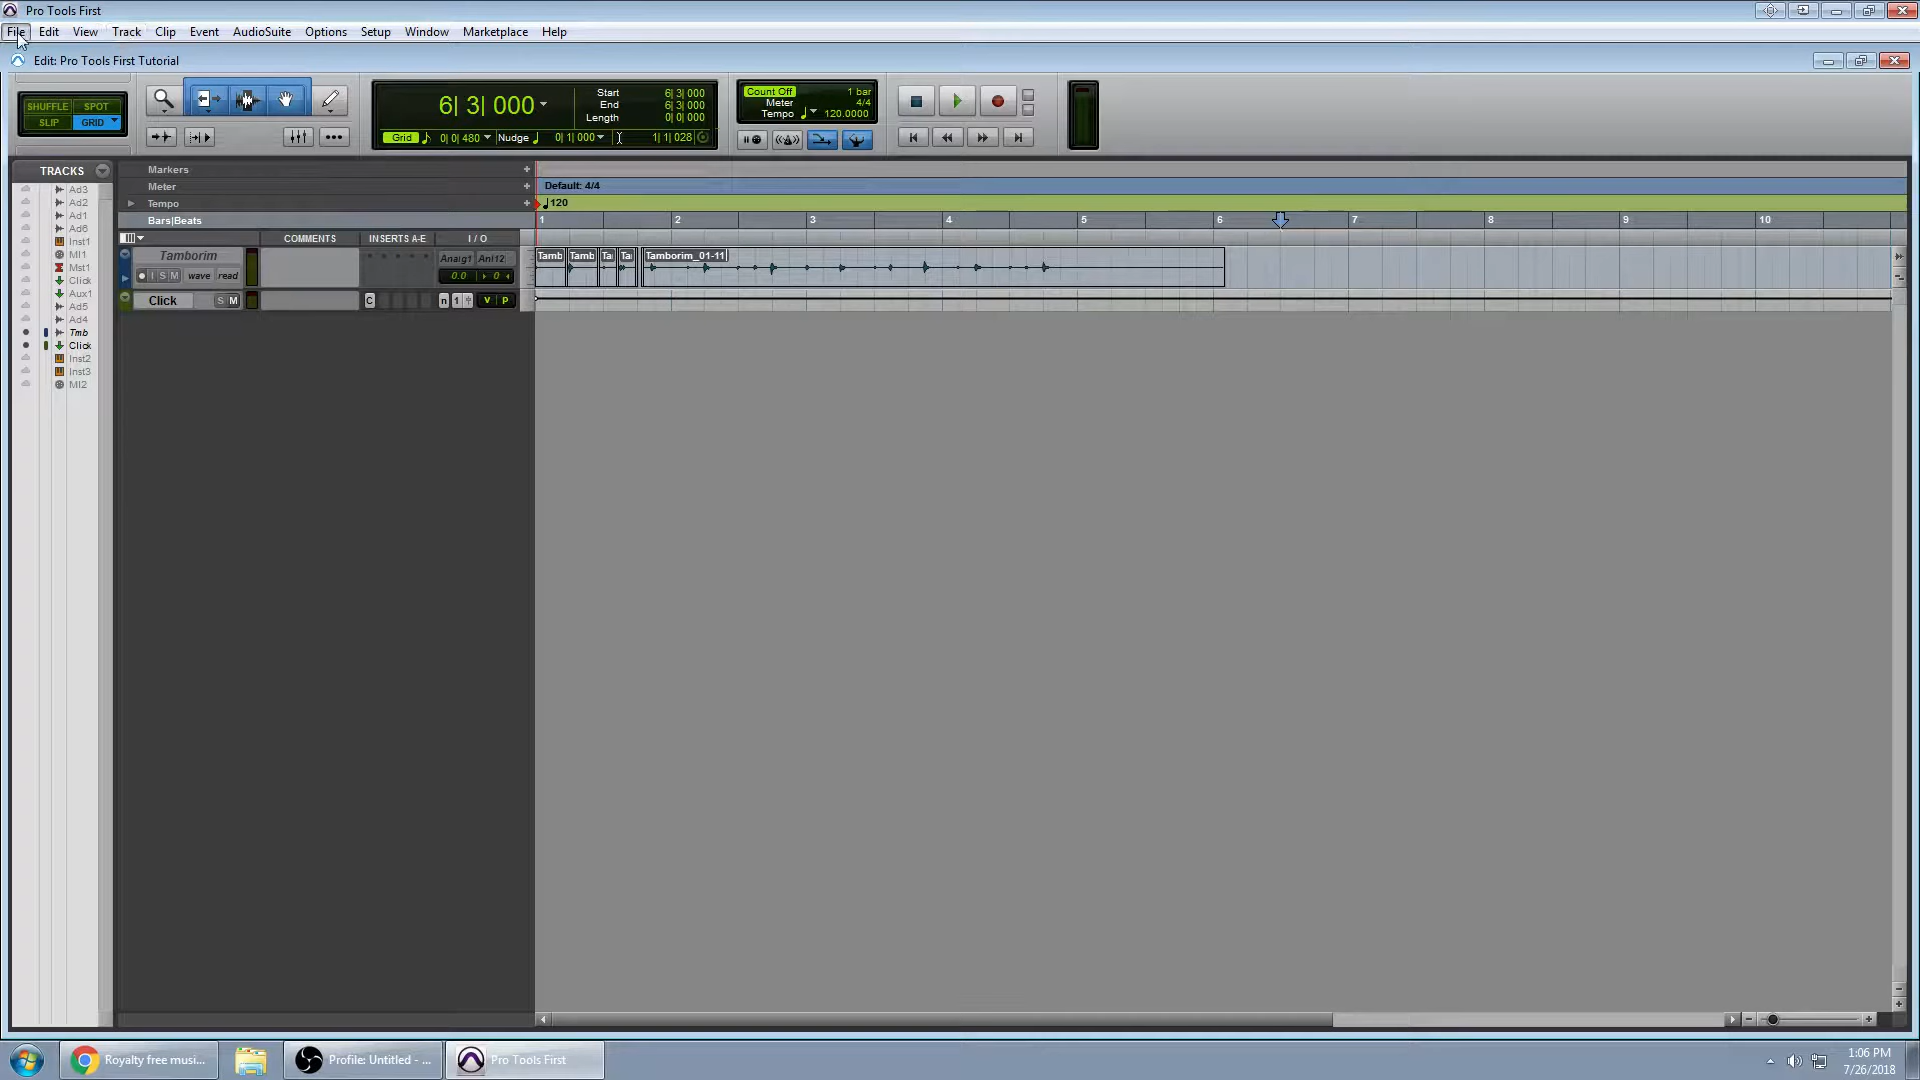 Pro Tools First
File Edit View Track Clip Event AudioSuite Options Setup Window Marketplace Help
Edit: Pro Tools First Tutorial
SHUFFLE SPOT
SLIP GRID
6| 3| 000
Start 6| 3| 000
End 6| 3| 000
Length 0| 0| 000
Grid 0| 0| 480 Nudge 0| 1| 000 1| 1| 028
Count Off 1 bar
Meter 4/4
Tempo 120.0000
TRACKS
Ad3
Ad2
Ad1
Ad6
Inst1
MI1
Mst1
Click
Aux1
Ad5
Ad4
Tmb
Click
Inst2
Inst3
MI2
Markers
Meter Default: 4/4
Tempo 120
Bars|Beats 1 2 3 4 5 6 7 8 9 10
COMMENTS INSERTS A-E I / O
Tamborim Anaig1 Ani12 Tamb Tamb Ta Ta Tamborim_01-11
I S M wave read 0.0 0
Click S M C n 1 V P
Royalty free musi...
Profile: Untitled - ...
Pro Tools First
1:06 PM
7/26/2018